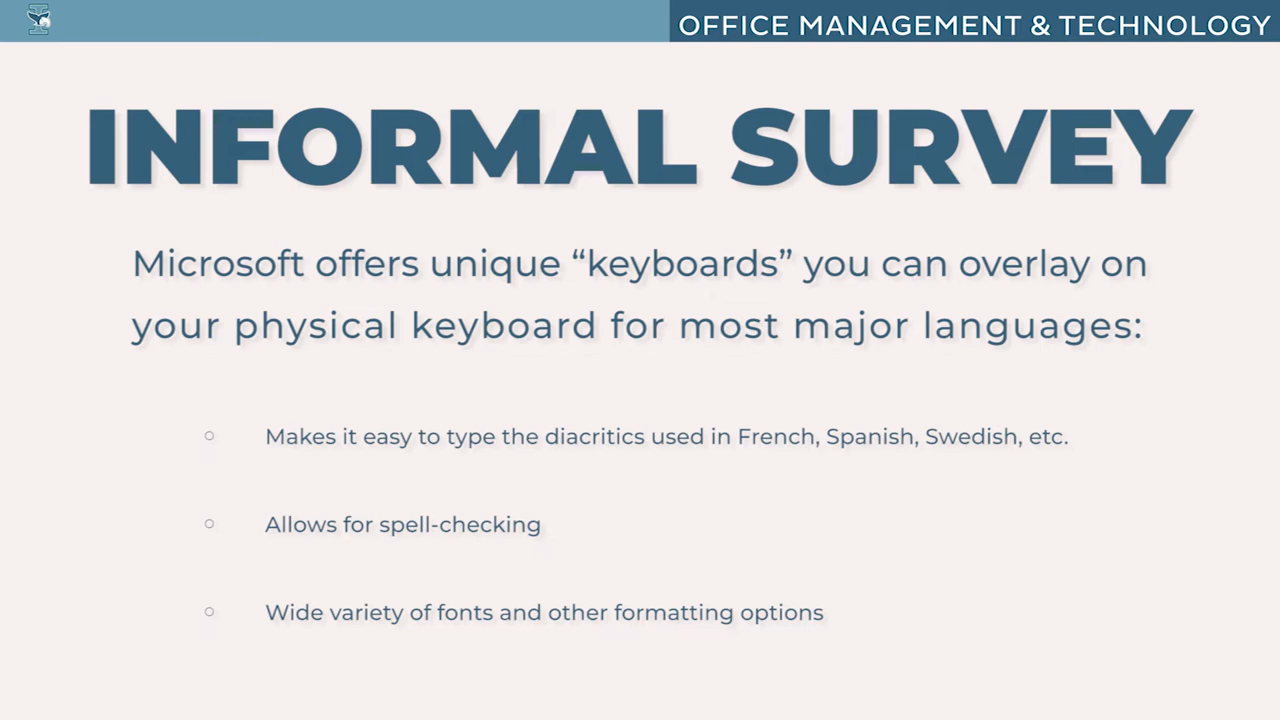 OFFICE MANAGEMENT & TECHNOLOGY
INFORMAL SURVEY
Microsoft offers unique “keyboards” you can overlay on
your physical keyboard for most major languages:
○ Makes it easy to type the diacritics used in French, Spanish, Swedish, etc.
○ Allows for spell-checking
○ Wide variety of fonts and other formatting options